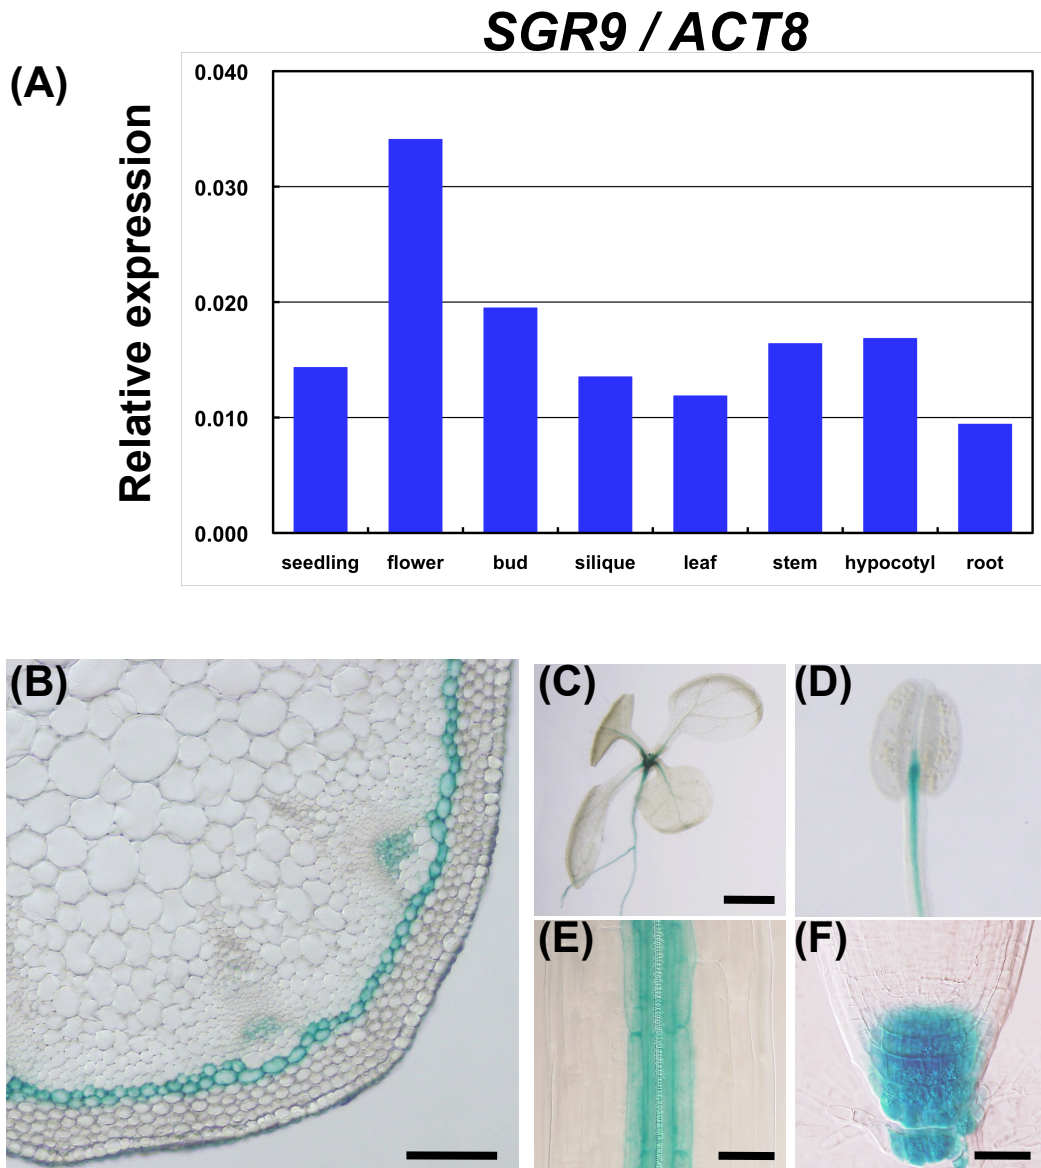 SGR9 / ACT8
(A)
Relative expression
0.040
0.030
0.020
0.010
0.000
seedling flower bud silique leaf stem hypocotyl root
(B)
(C)
(D)
(E)
(F)